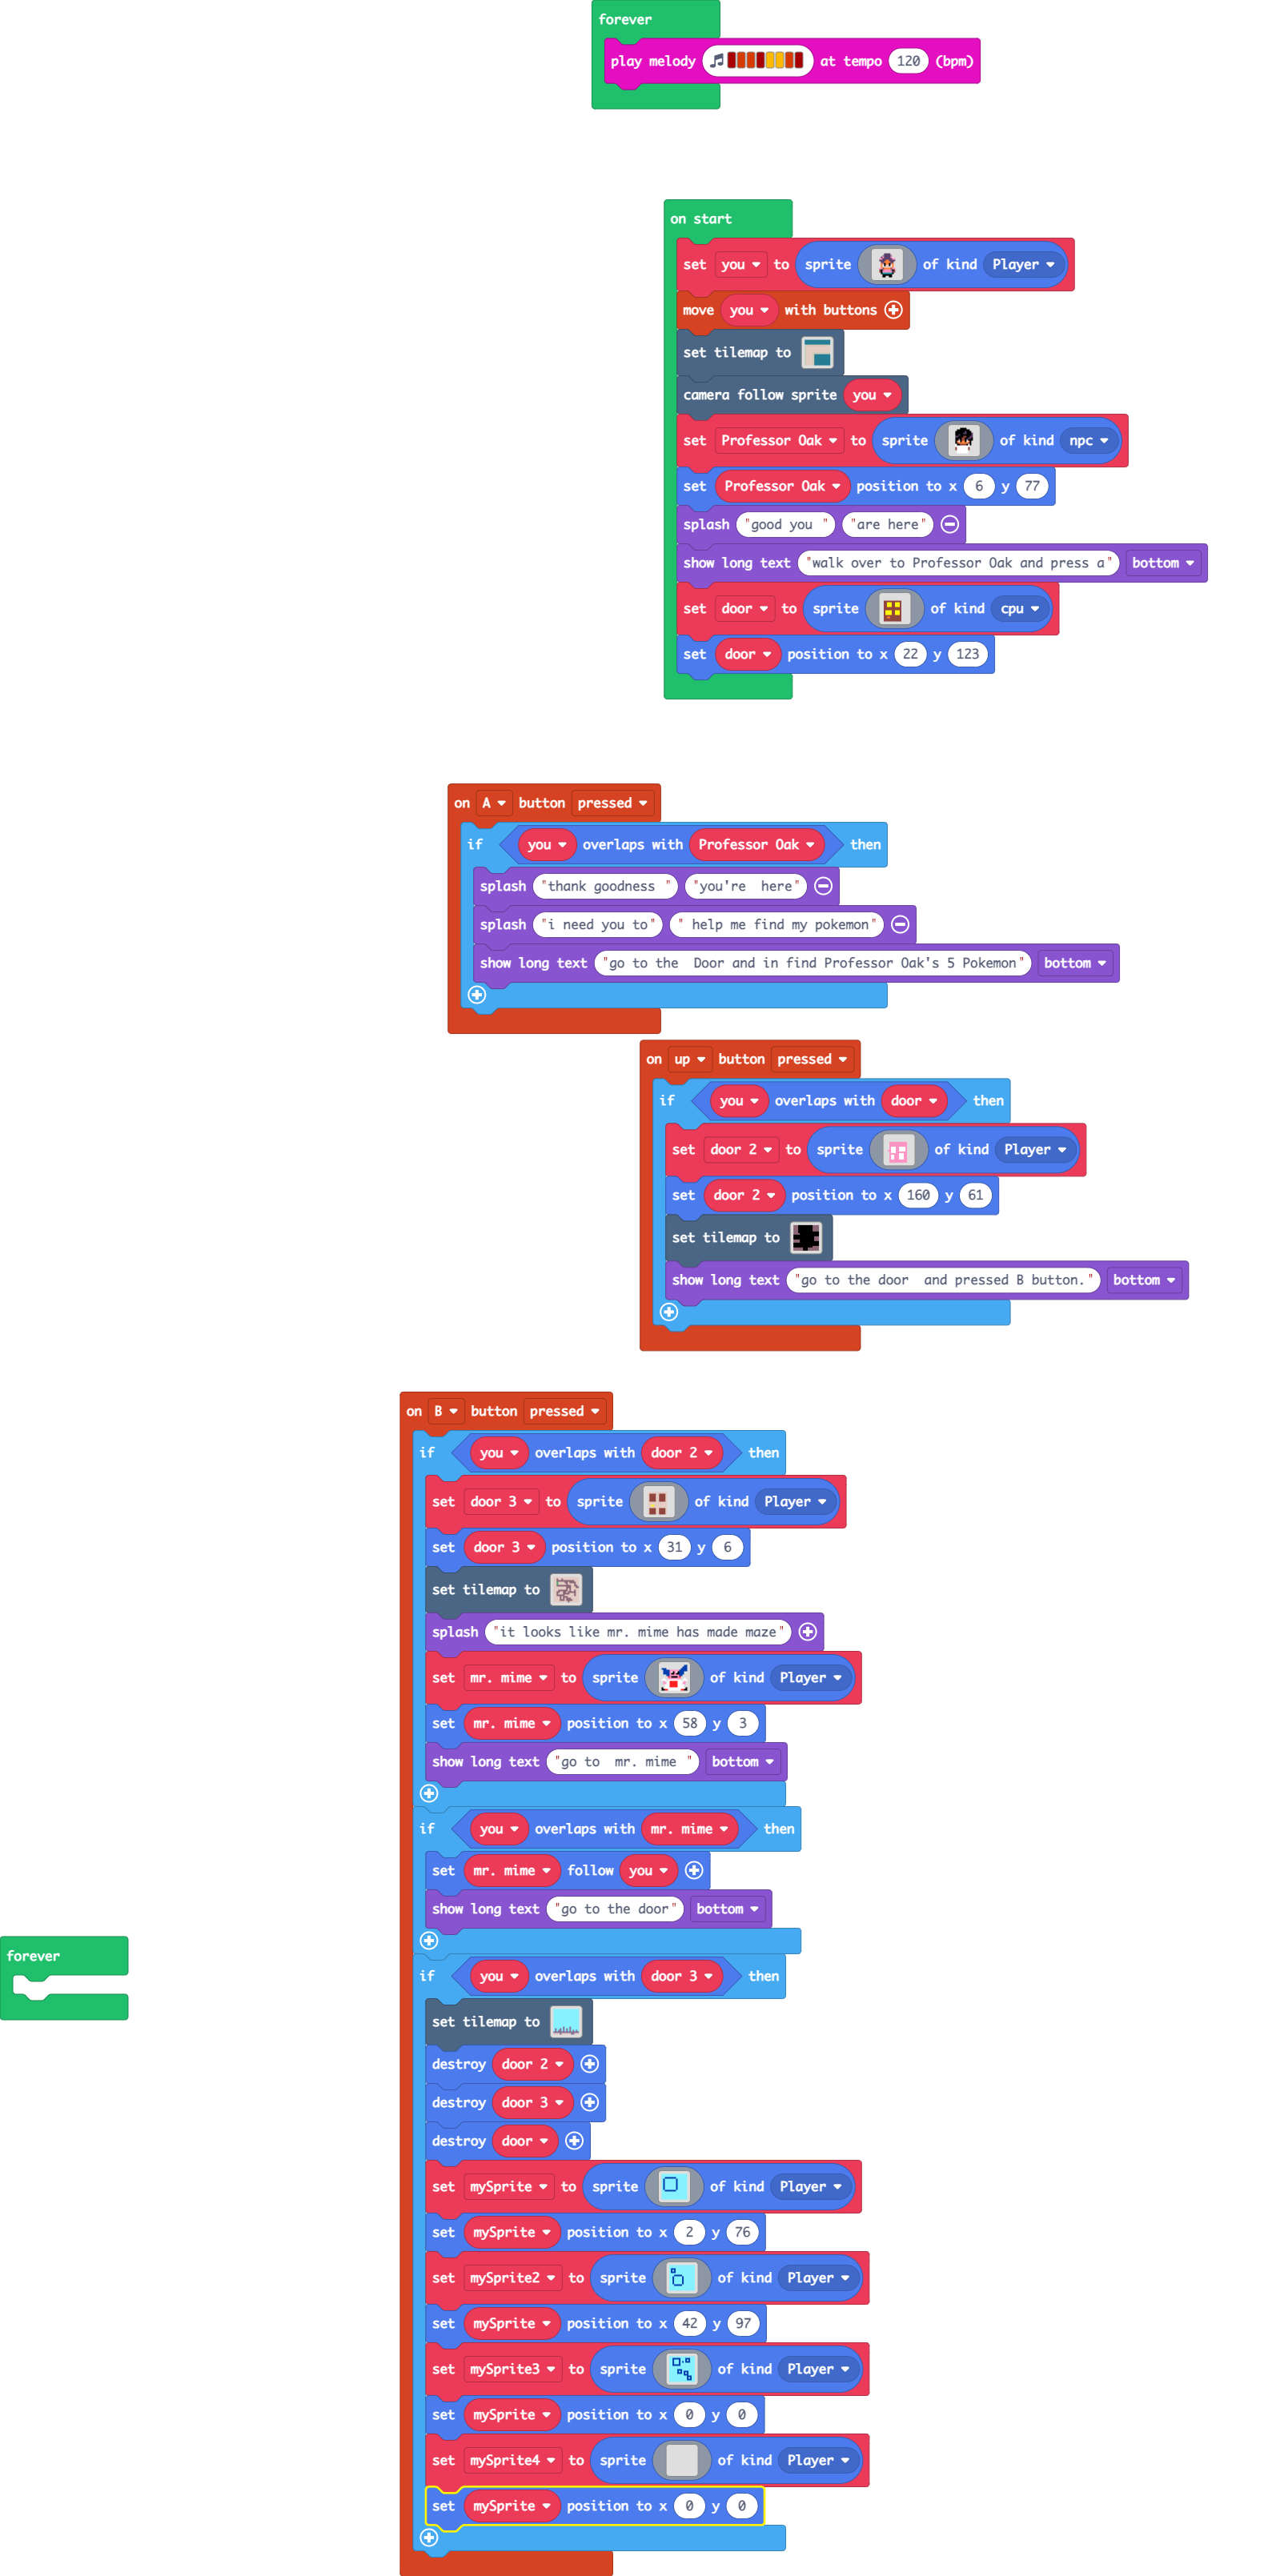 forever
play melody at tempo 120 (bpm)
on start
set you to sprite of kind Player
move you with buttons
set tilemap to
camera follow sprite you
set Professor Oak to sprite of kind npc
set Professor Oak position to x 6 y 77
splash "good you " "are here"
show long text "walk over to Professor Oak and press a" bottom
set door to sprite of kind cpu
set door position to x 22 y 123
on A button pressed
if you overlaps with Professor Oak then
splash "thank goodness " "you're  here"
splash "i need you to" " help me find my pokemon"
show long text "go to the  Door and in find Professor Oak's 5 Pokemon" bottom
on up button pressed
if you overlaps with door then
set door 2 to sprite of kind Player
set door 2 position to x 160 y 61
set tilemap to
show long text "go to the door  and pressed B button." bottom
on B button pressed
if you overlaps with door 2 then
set door 3 to sprite of kind Player
set door 3 position to x 31 y 6
set tilemap to
splash "it looks like mr. mime has made maze"
set mr. mime to sprite of kind Player
set mr. mime position to x 58 y 3
show long text "go to  mr. mime " bottom
if you overlaps with mr. mime then
set mr. mime follow you
show long text "go to the door" bottom
forever
if you overlaps with door 3 then
set tilemap to
destroy door 2
destroy door 3
destroy door
set mySprite to sprite of kind Player
set mySprite position to x 2 y 76
set mySprite2 to sprite of kind Player
set mySprite position to x 42 y 97
set mySprite3 to sprite of kind Player
set mySprite position to x 0 y 0
set mySprite4 to sprite of kind Player
set mySprite position to x 0 y 0